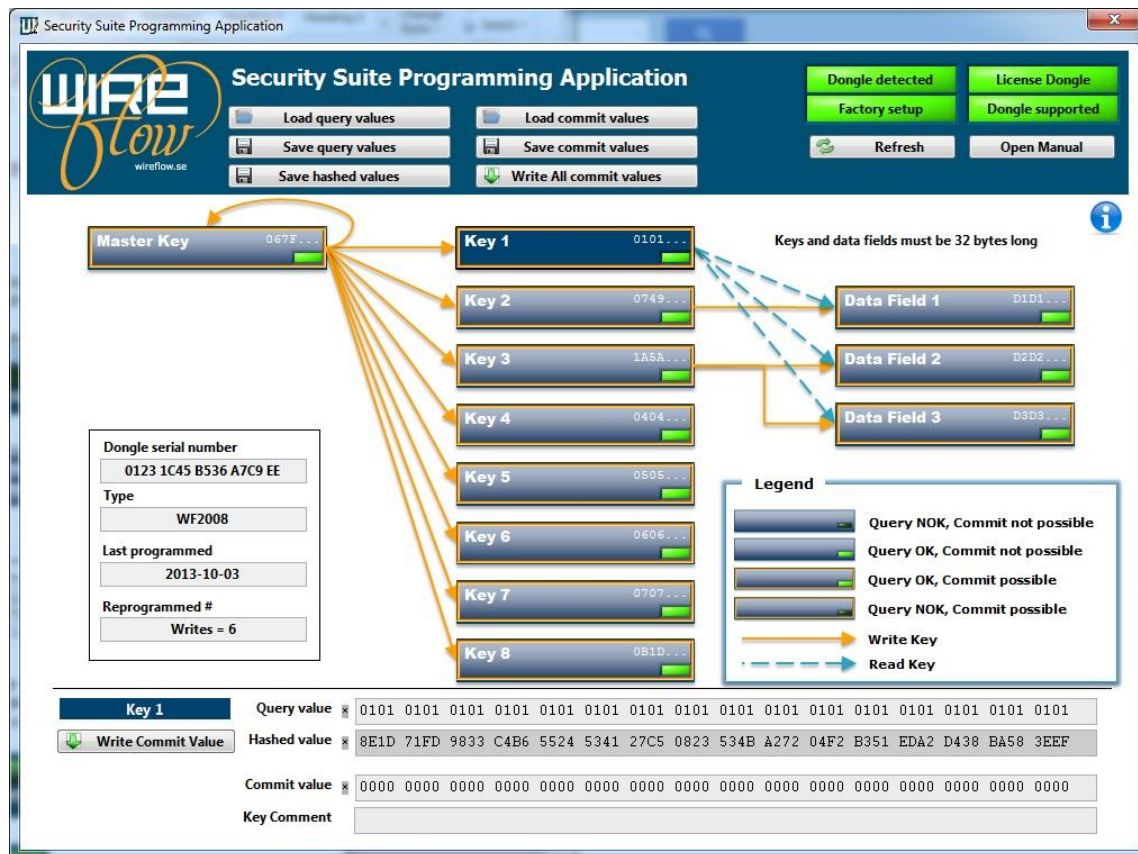 Security Suite Programming Application
x
WIRE
flow
wireflow.se
Security Suite Programming Application
Load query values
Load commit values
Save query values
Save commit values
Save hashed values
Write All commit values
Dongle detected
License Dongle
Factory setup
Dongle supported
Refresh
Open Manual
i
Master Key 067F...
Key 1 0101...
Keys and data fields must be 32 bytes long
Key 2 0749...
Data Field 1 D1D1...
Key 3 1A5A...
Data Field 2 D2D2...
Key 4 0404...
Data Field 3 D3D3...
Key 5 0505...
Key 6 0606...
Key 7 0707...
Key 8 0B1D...
Dongle serial number
0123 1C45 B536 A7C9 EE
Type
WF2008
Last programmed
2013-10-03
Reprogrammed #
Writes = 6
Legend
Query NOK, Commit not possible
Query OK, Commit not possible
Query OK, Commit possible
Query NOK, Commit possible
Write Key
Read Key
Key 1
Query value x 0101 0101 0101 0101 0101 0101 0101 0101 0101 0101 0101 0101 0101 0101 0101 0101
Write Commit Value
Hashed value x 8E1D 71FD 9833 C4B6 5524 5341 27C5 0823 534B A272 04F2 B351 EDA2 D438 BA58 3EEF
Commit value x 0000 0000 0000 0000 0000 0000 0000 0000 0000 0000 0000 0000 0000 0000 0000 0000
Key Comment